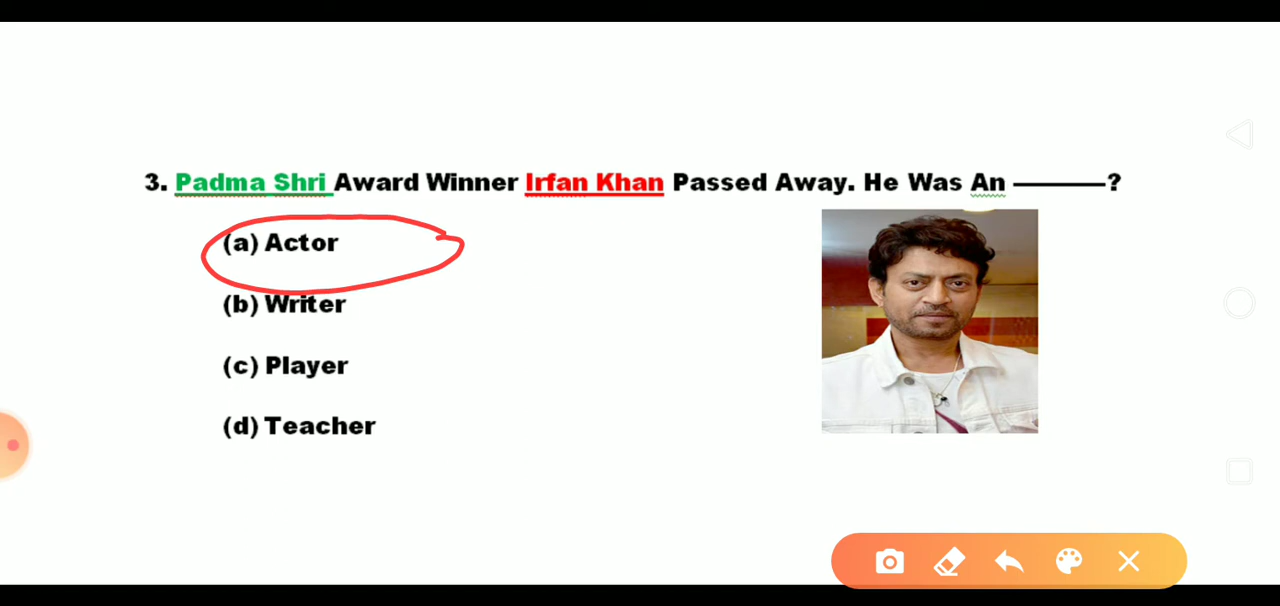 3. Padma Shri Award Winner Irfan Khan Passed Away. He Was An ———?
(a) Actor
(b) Writer
(c) Player
(d) Teacher